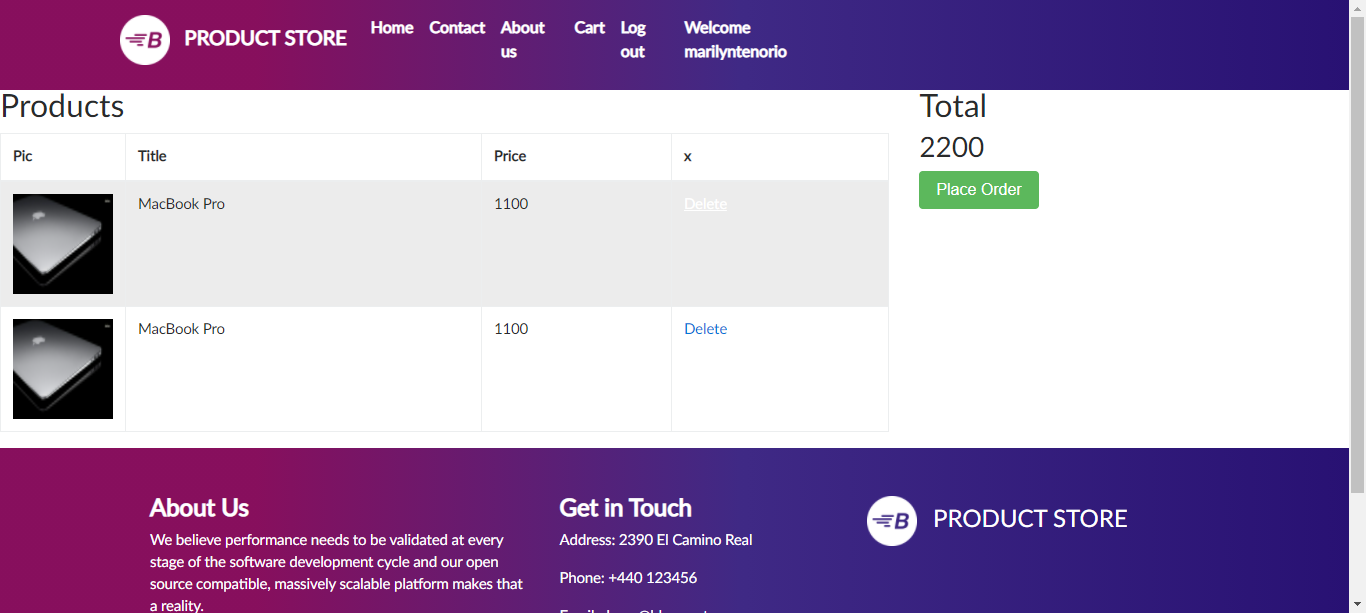 B PRODUCT STORE Home Contact About us Cart Log out Welcome marilyntenorio
Products
Pic Title Price x
MacBook Pro 1100 Delete
MacBook Pro 1100 Delete
Total
2200
Place Order
About Us
We believe performance needs to be validated at every
stage of the software development cycle and our open
source compatible, massively scalable platform makes that
a reality.
Get in Touch
Address: 2390 El Camino Real
Phone: +440 123456
B PRODUCT STORE